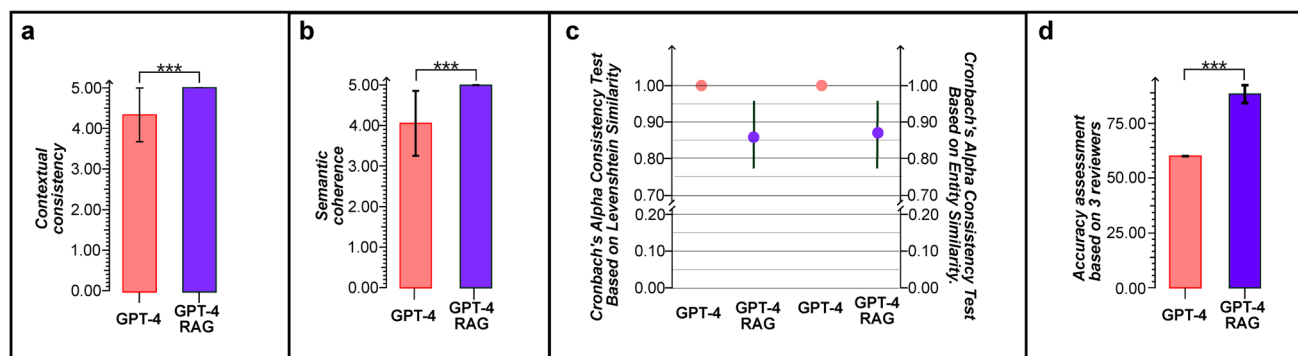 a
***
5.00
4.00
3.00
2.00
1.00
0.00
Contextual
consistency
GPT-4
GPT-4
RAG
b
***
5.00
4.00
3.00
2.00
1.00
0.00
Semantic
coherence
GPT-4
GPT-4
RAG
c
Cronbach's Alpha Consistency Test
Based on Levenshtein Similarity
1.00
0.90
0.80
0.70
0.20
0.10
0.00
GPT-4
GPT-4
RAG
GPT-4
GPT-4
RAG
1.00
0.90
0.80
0.70
0.20
0.10
0.00
Cronbach's Alpha Consistency Test
Based on Entity Similarity.
d
***
75.00
50.00
25.00
0.00
Accuracy assessment
based on 3 reviewers
GPT-4
GPT-4
RAG